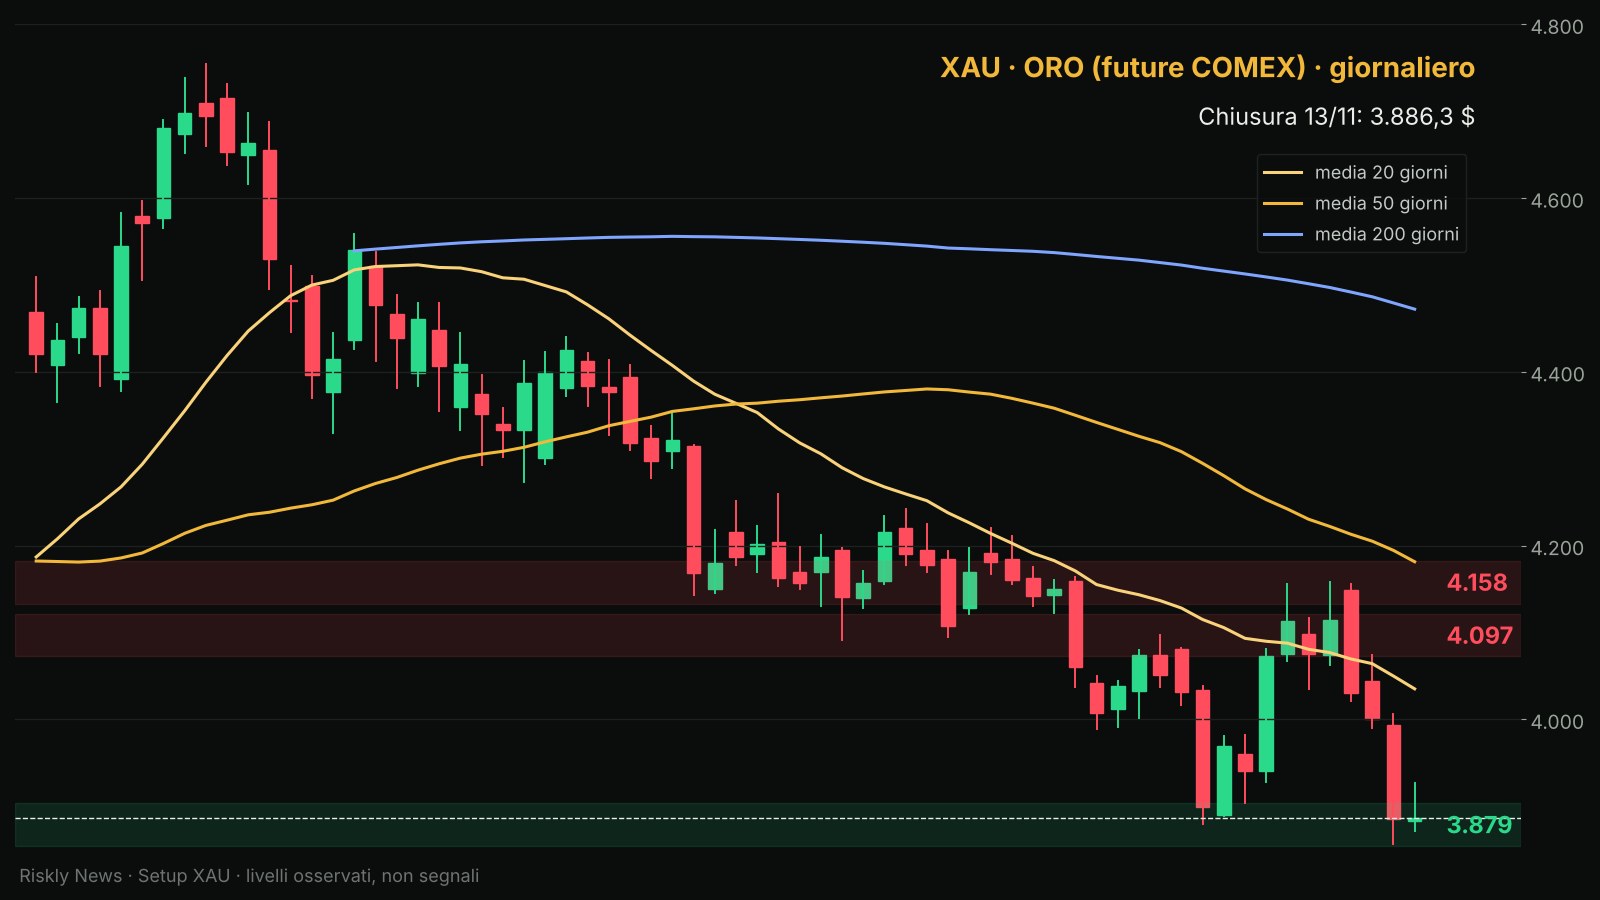 4.800
XAU · ORO (future COMEX) · giornaliero
Chiusura 13/11: 3.886,3 $
media 20 giorni
4.600
media 50 giorni
media 200 giorni
4.400
4.200
4.158
4.097
4.000
3.879
Riskly News · Setup XAU · livelli osservati, non segnali